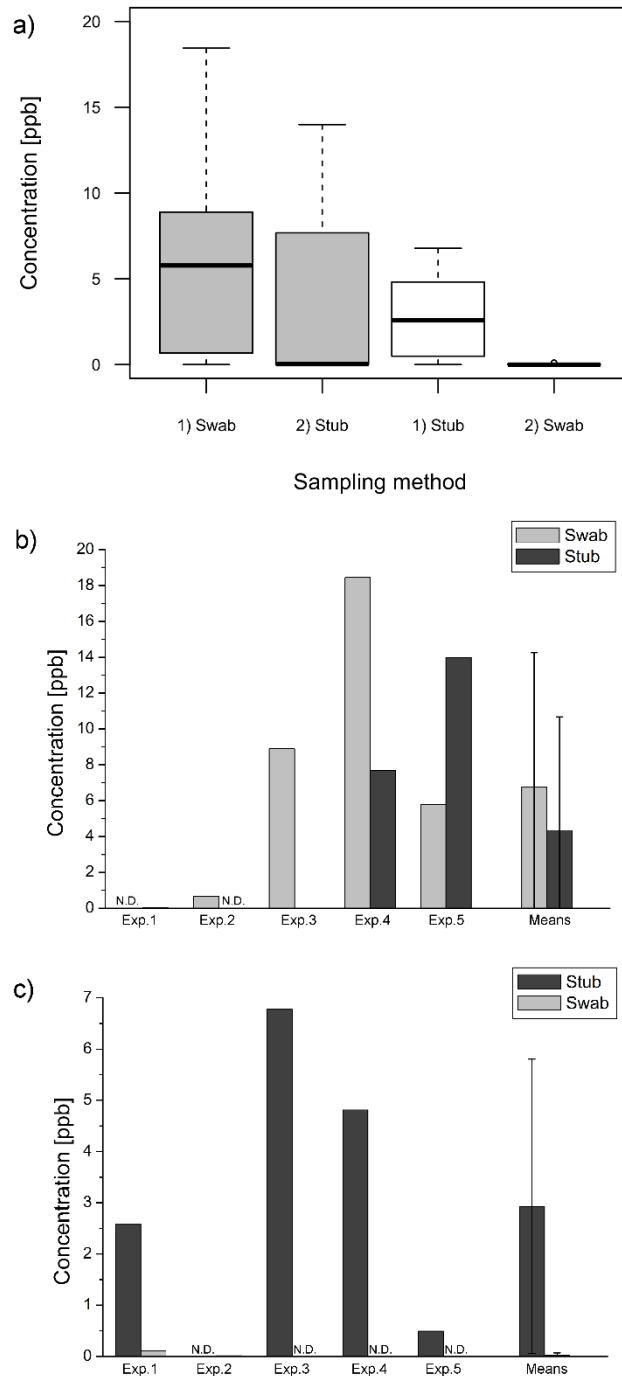 a)
20
15
10
5
0
Concentration [ppb]
1) Swab 2) Stub 1) Stub 2) Swab
Sampling method
b)
Swab
Stub
20
18
16
14
12
10
8
6
4
2
0
Concentration [ppb]
N.D. N.D.
Exp.1 Exp.2 Exp.3 Exp.4 Exp.5 Means
c)
Stub
Swab
7
6
5
4
3
2
1
0
Concentration [ppb]
N.D. N.D. N.D. N.D.
Exp.1 Exp.2 Exp.3 Exp.4 Exp.5 Means